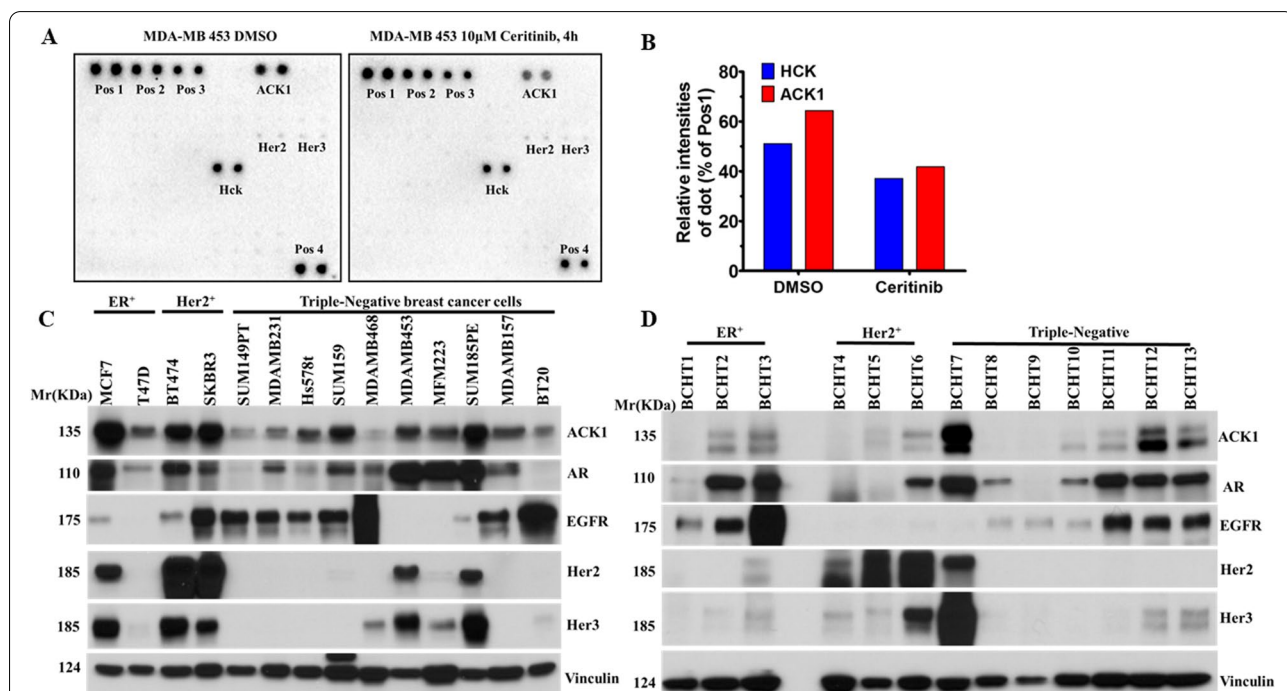 A
MDA-MB 453 DMSO
Pos 1 Pos 2 Pos 3 ACK1
Her2 Her3
Hck
Pos 4
MDA-MB 453 10µM Ceritinib, 4h
Pos 1 Pos 2 Pos 3 ACK1
Her2 Her3
Hck
Pos 4
B
HCK
ACK1
Relative intensities
of dot (% of Pos1)
80
60
40
20
0
DMSO Ceritinib
C
ER⁺ Her2⁺ Triple-Negative breast cancer cells
MCF7 T47D BT474 SKBR3 SUM149PT MDAMB231 Hs578t SUM159 MDAMB468 MDAMB453 MFM223 SUM185PE MDAMB157 BT20
Mr(KDa)
135 ACK1
110 AR
175 EGFR
185 Her2
185 Her3
124 Vinculin
D
ER⁺ Her2⁺ Triple-Negative
BCHT1 BCHT2 BCHT3 BCHT4 BCHT5 BCHT6 BCHT7 BCHT8 BCHT9 BCHT10 BCHT11 BCHT12 BCHT13
Mr(KDa)
135 ACK1
110 AR
175 EGFR
185 Her2
185 Her3
124 Vinculin